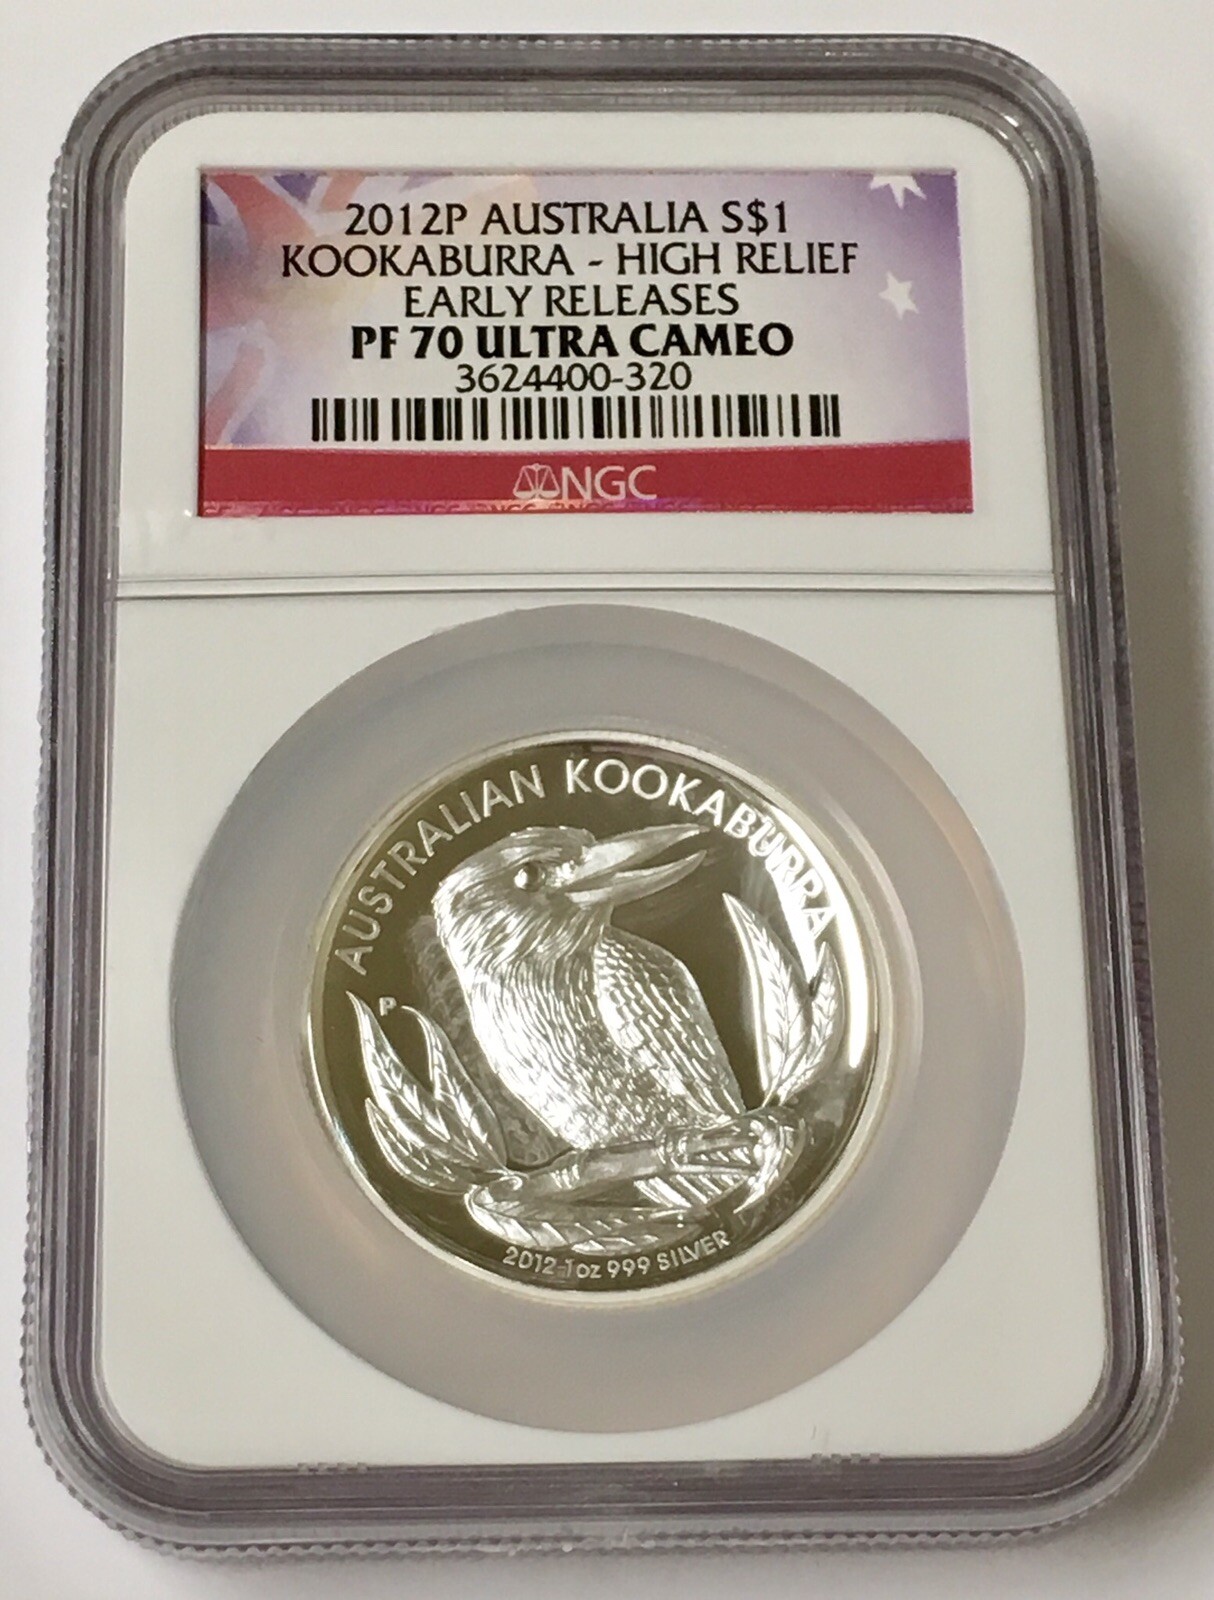 2012P AUSTRALIA S$1
KOOKABURRA - HIGH RELIEF
EARLY RELEASES
PF 70 ULTRA CAMEO
3624400-320
NGC
AUSTRALIAN KOOKABURRA
P
2012 1oz 999 SILVER